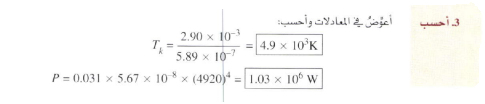 3. أحسب
أعوّضُ في المعادلات وأحسب:
T_k = \frac{2.90 × 10^{-3}}{5.89 × 10^{-7}} = 4.9 × 10^3 K
P = 0.031 × 5.67 × 10^{-8} × (4920)^4 = 1.03 × 10^6 W